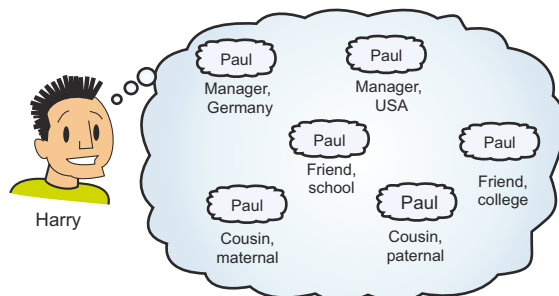 Paul
Manager,
Germany
Paul
Manager,
USA
Paul
Friend,
school
Paul
Friend,
college
Paul
Cousin,
maternal
Paul
Cousin,
paternal
Harry